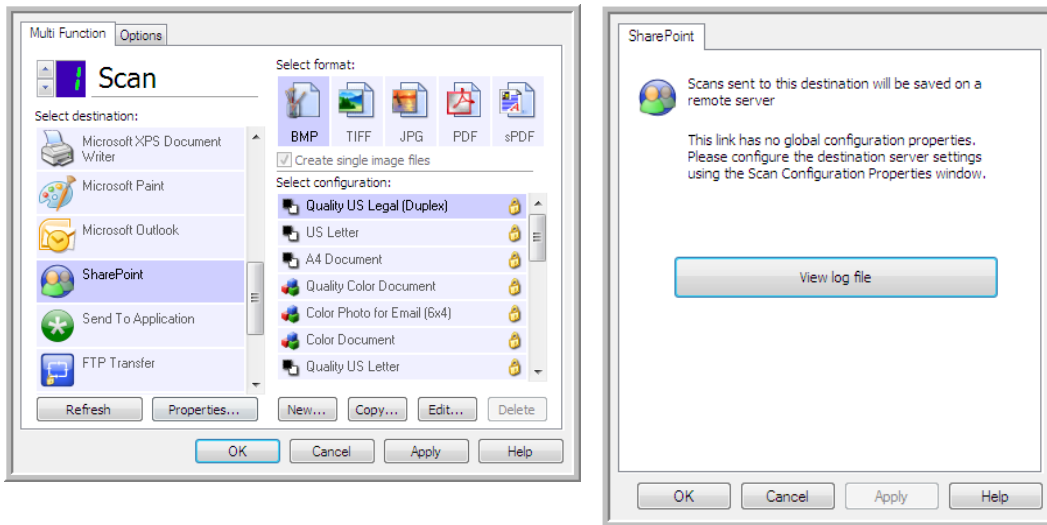 Multi Function
Options
1
Scan
Select destination:
Microsoft XPS Document
Writer
Microsoft Paint
Microsoft Outlook
SharePoint
Send To Application
FTP Transfer
Refresh
Properties...
Select format:
BMP
TIFF
JPG
PDF
sPDF
Create single image files
Select configuration:
Quality US Legal (Duplex)
US Letter
A4 Document
Quality Color Document
Color Photo for Email (6x4)
Color Document
Quality US Letter
New...
Copy...
Edit...
Delete
OK
Cancel
Apply
Help
SharePoint
Scans sent to this destination will be saved on a
remote server
This link has no global configuration properties.
Please configure the destination server settings
using the Scan Configuration Properties window.
View log file
OK
Cancel
Apply
Help